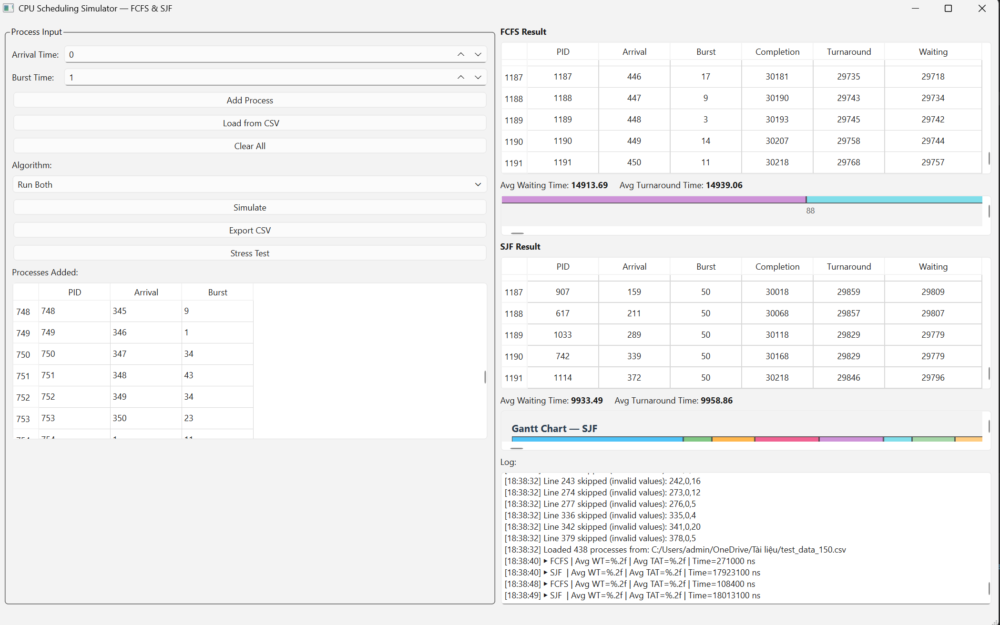 CPU Scheduling Simulator — FCFS & SJF
Process Input
Arrival Time: 0
Burst Time: 1
Add Process
Load from CSV
Clear All
Algorithm:
Run Both
Simulate
Export CSV
Stress Test
Processes Added:
PID Arrival Burst
748 748 345 9
749 749 346 1
750 750 347 34
751 751 348 43
752 752 349 34
753 753 350 23
FCFS Result
PID Arrival Burst Completion Turnaround Waiting
1187 1187 446 17 30181 29735 29718
1188 1188 447 9 30190 29743 29734
1189 1189 448 3 30193 29745 29742
1190 1190 449 14 30207 29758 29744
1191 1191 450 11 30218 29768 29757
Avg Waiting Time: 14913.69 Avg Turnaround Time: 14939.06
88
SJF Result
PID Arrival Burst Completion Turnaround Waiting
1187 907 159 50 30018 29859 29809
1188 617 211 50 30068 29857 29807
1189 1033 289 50 30118 29829 29779
1190 742 339 50 30168 29829 29779
1191 1114 372 50 30218 29846 29796
Avg Waiting Time: 9933.49 Avg Turnaround Time: 9958.86
Gantt Chart — SJF
Log:
[18:38:32] Line 243 skipped (invalid values): 242,0,16
[18:38:32] Line 274 skipped (invalid values): 273,0,12
[18:38:32] Line 277 skipped (invalid values): 276,0,5
[18:38:32] Line 336 skipped (invalid values): 335,0,4
[18:38:32] Line 342 skipped (invalid values): 341,0,20
[18:38:32] Line 379 skipped (invalid values): 378,0,5
[18:38:32] Loaded 438 processes from: C:/Users/admin/OneDrive/Tài liệu/test_data_150.csv
[18:38:40] ▶ FCFS | Avg WT=%.2f | Avg TAT=%.2f | Time=271000 ns
[18:38:40] ▶ SJF | Avg WT=%.2f | Avg TAT=%.2f | Time=17923100 ns
[18:38:48] ▶ FCFS | Avg WT=%.2f | Avg TAT=%.2f | Time=108400 ns
[18:38:49] ▶ SJF | Avg WT=%.2f | Avg TAT=%.2f | Time=18013100 ns